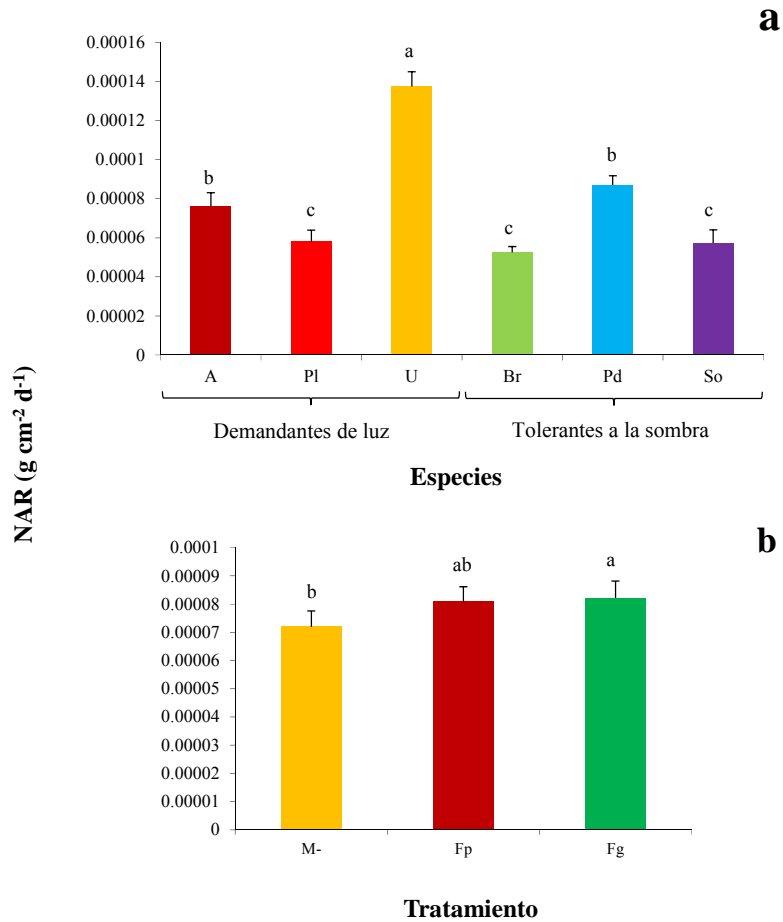 a
0.00016
0.00014
0.00012
0.0001
0.00008
0.00006
0.00004
0.00002
0
b
c
a
c
b
c
A Pl U Br Pd So
Demandantes de luz Tolerantes a la sombra
Especies
NAR (g cm-2 d-1)
b
0.0001
0.00009
0.00008
0.00007
0.00006
0.00005
0.00004
0.00003
0.00002
0.00001
0
b
ab
a
M- Fp Fg
Tratamiento